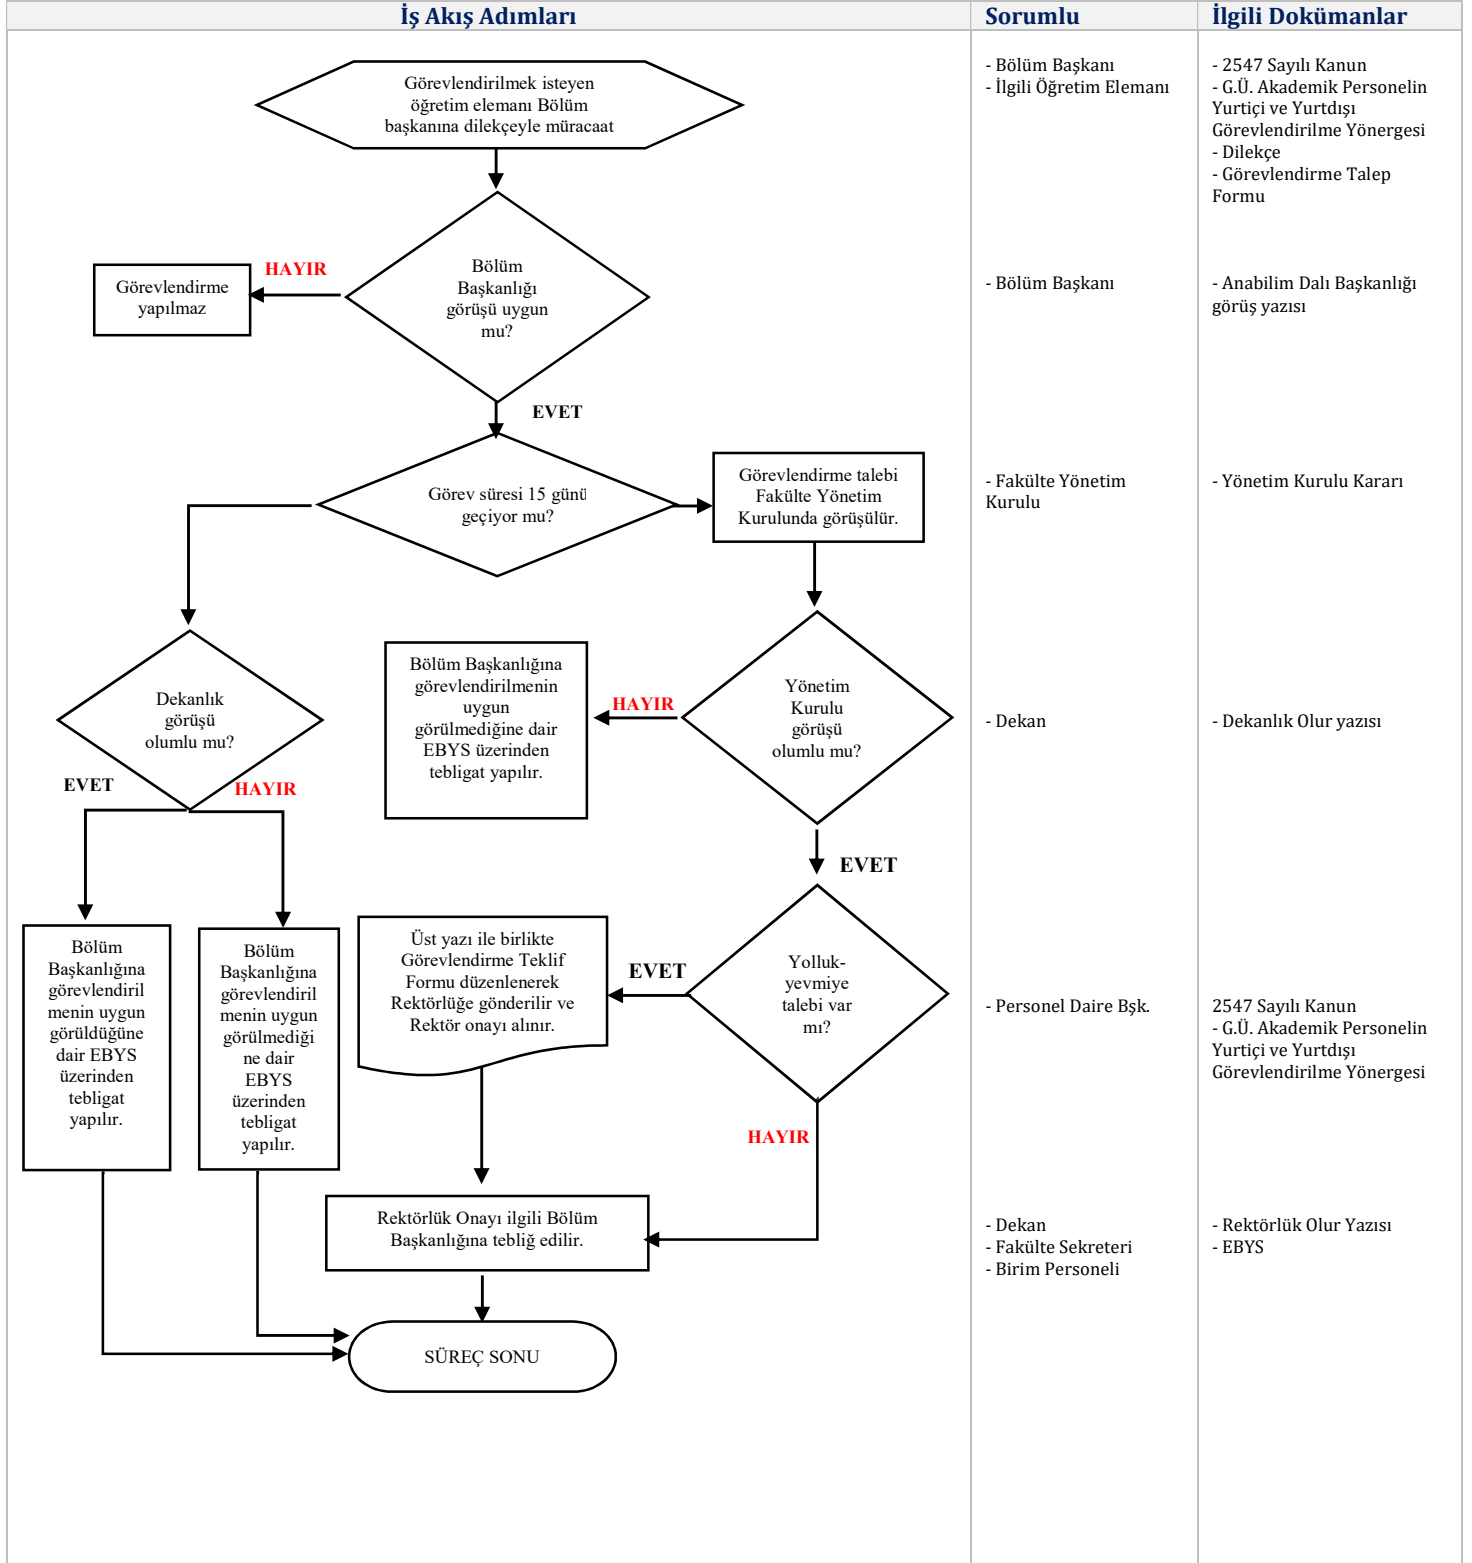 İş Akış Adımları
Sorumlu
İlgili Dokümanlar
Görevlendirilmek isteyen
öğretim elemanı Bölüm
başkanına dilekçeyle müracaat
- Bölüm Başkanı
- İlgili Öğretim Elemanı
- 2547 Sayılı Kanun
- G.Ü. Akademik Personelin
Yurtiçi ve Yurtdışı
Görevlendirilme Yönergesi
- Dilekçe
- Görevlendirme Talep
Formu
Bölüm
Başkanlığı
görüşü uygun
mu?
HAYIR
Görevlendirme
yapılmaz
- Bölüm Başkanı
- Anabilim Dalı Başkanlığı
görüş yazısı
EVET
Görev süresi 15 günü
geçiyor mu?
Görevlendirme talebi
Fakülte Yönetim
Kurulunda görüşülür.
- Fakülte Yönetim
Kurulu
- Yönetim Kurulu Kararı
Dekanlık
görüşü
olumlu mu?
Bölüm Başkanlığına
görevlendirilmenin
uygun
görülmediğine dair
EBYS üzerinden
tebligat yapılır.
HAYIR
Yönetim
Kurulu
görüşü
olumlu mu?
- Dekan
- Dekanlık Olur yazısı
EVET
HAYIR
EVET
Bölüm
Başkanlığına
görevlendiril
menin uygun
görüldüğüne
dair EBYS
üzerinden
tebligat
yapılır.
Bölüm
Başkanlığına
görevlendiril
menin uygun
görülmediği
ne dair
EBYS
üzerinden
tebligat
yapılır.
Üst yazı ile birlikte
Görevlendirme Teklif
Formu düzenlenerek
Rektörlüğe gönderilir ve
Rektör onayı alınır.
EVET
Yolluk-
yevmiye
talebi var
mı?
- Personel Daire Bşk.
2547 Sayılı Kanun
- G.Ü. Akademik Personelin
Yurtiçi ve Yurtdışı
Görevlendirilme Yönergesi
HAYIR
Rektörlük Onayı ilgili Bölüm
Başkanlığına tebliğ edilir.
- Dekan
- Fakülte Sekreteri
- Birim Personeli
- Rektörlük Olur Yazısı
- EBYS
SÜREÇ SONU